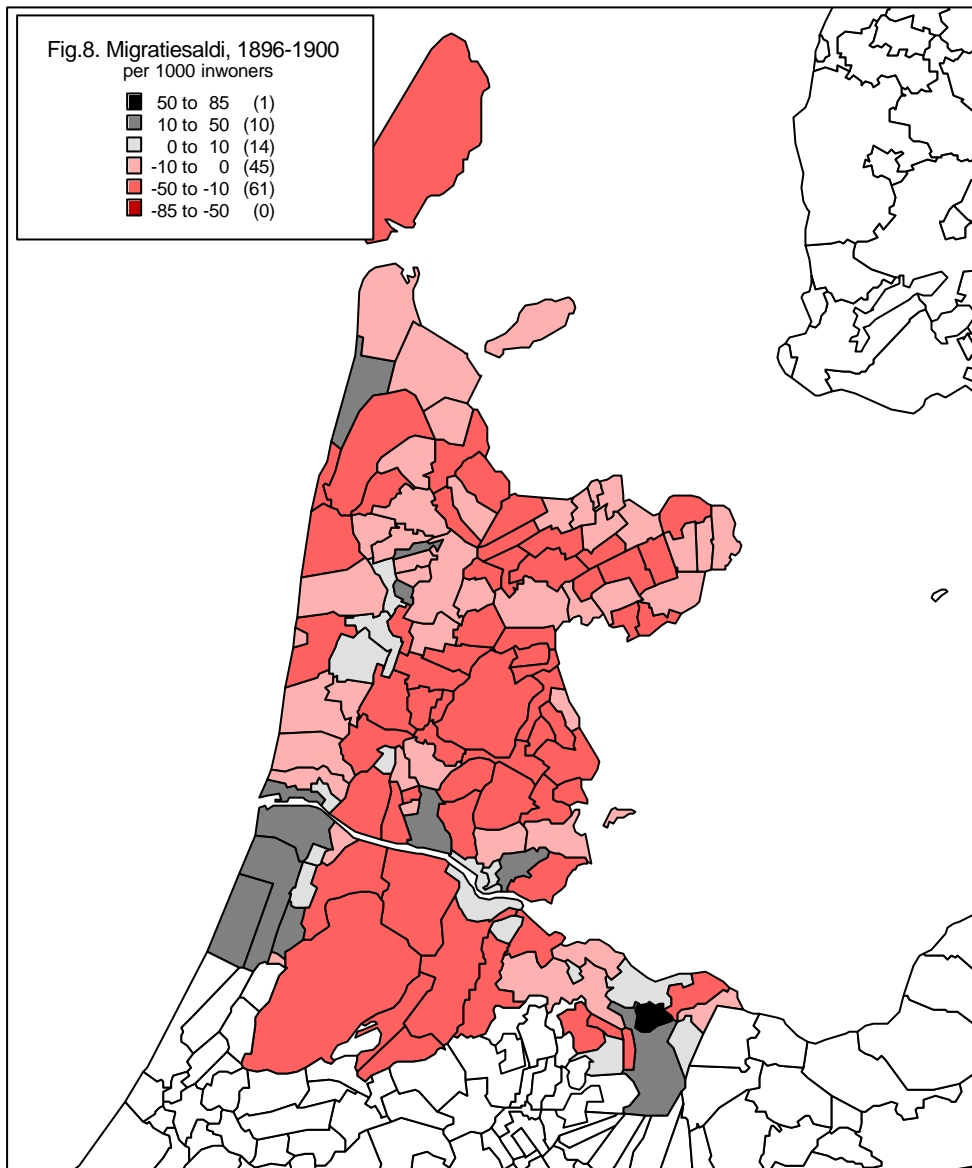 Fig.8. Migratiesaldi, 1896-1900
per 1000 inwoners
50 to 85 (1)
10 to 50 (10)
0 to 10 (14)
-10 to 0 (45)
-50 to -10 (61)
-85 to -50 (0)